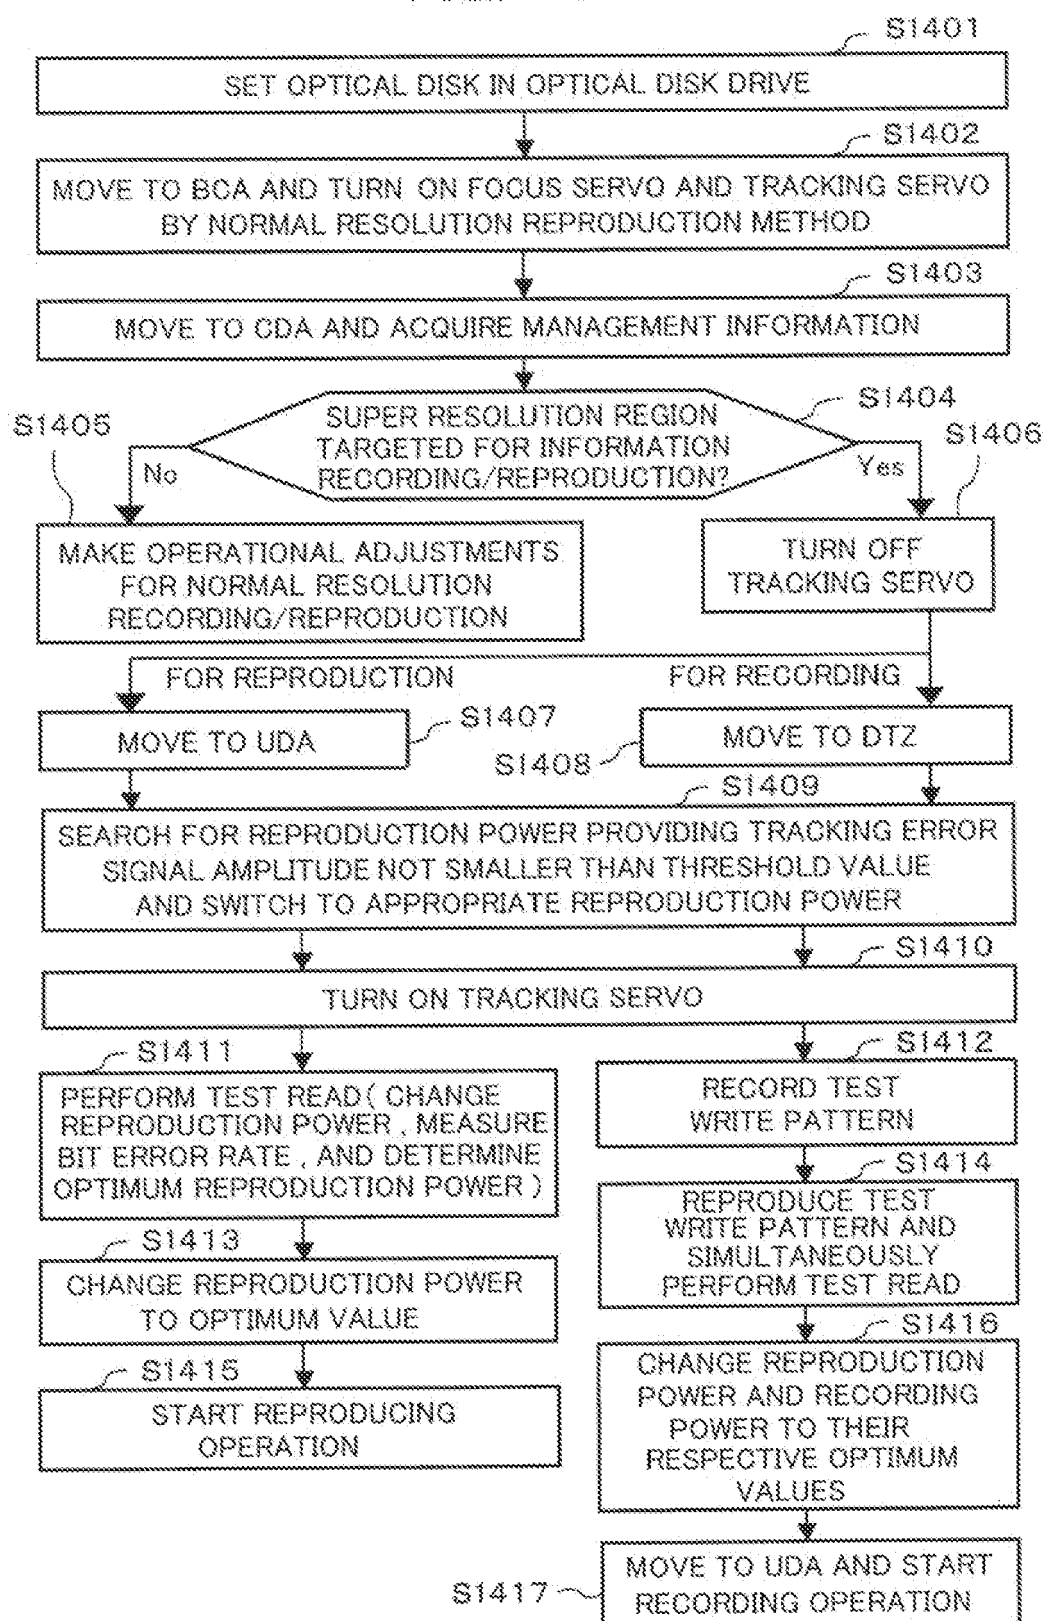 S1401
SET OPTICAL DISK IN OPTICAL DISK DRIVE
S1402
MOVE TO BCA AND TURN ON FOCUS SERVO AND TRACKING SERVO
BY NORMAL RESOLUTION REPRODUCTION METHOD
S1403
MOVE TO CDA AND ACQUIRE MANAGEMENT INFORMATION
S1404
SUPER RESOLUTION REGION
TARGETED FOR INFORMATION
RECORDING/REPRODUCTION?
S1405
No
Yes
S1406
MAKE OPERATIONAL ADJUSTMENTS
FOR NORMAL RESOLUTION
RECORDING/REPRODUCTION
TURN OFF
TRACKING SERVO
FOR REPRODUCTION
FOR RECORDING
S1407
MOVE TO UDA
S1408
MOVE TO DTZ
S1409
SEARCH FOR REPRODUCTION POWER PROVIDING TRACKING ERROR
SIGNAL AMPLITUDE NOT SMALLER THAN THRESHOLD VALUE
AND SWITCH TO APPROPRIATE REPRODUCTION POWER
S1410
TURN ON TRACKING SERVO
S1411
PERFORM TEST READ( CHANGE
REPRODUCTION POWER , MEASURE
BIT ERROR RATE , AND DETERMINE
OPTIMUM REPRODUCTION POWER )
S1412
RECORD TEST
WRITE PATTERN
S1413
CHANGE REPRODUCTION POWER
TO OPTIMUM VALUE
S1414
REPRODUCE TEST
WRITE PATTERN AND
SIMULTANEOUSLY
PERFORM TEST READ
S1415
START REPRODUCING
OPERATION
S1416
CHANGE REPRODUCTION
POWER AND RECORDING
POWER TO THEIR
RESPECTIVE OPTIMUM
VALUES
S1417
MOVE TO UDA AND START
RECORDING OPERATION